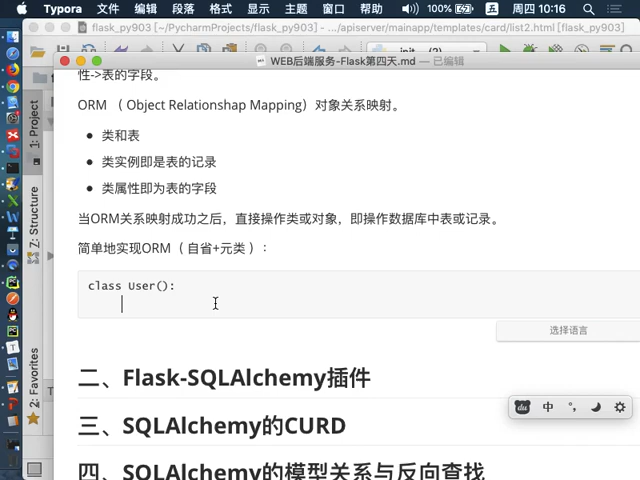 Typora 文件 编辑 段落 格式 显示 主题 窗口 帮助 100% 五 周四 10:16
flask_py903 [~/PycharmProjects/flask_py903] - .../apiserver/mainapp/templates/card/list2.html [flask_py903]
WEB后端服务-Flask第四天.md — 已编辑
性->表的字段。
ORM （ Object Relationshap Mapping）对象关系映射。
类和表
类实例即是表的记录
类属性即为表的字段
当ORM关系映射成功之后，直接操作类或对象，即操作数据库中表或记录。
简单地实现ORM（ 自省+元类 ）：
class User():
选择语言
二、Flask-SQLAlchemy插件
三、SQLAlchemy的CURD
四、SQLAlchemy的模型关系与反向查找
1: Project
7: Structure
2: Favorites
du 中 °,